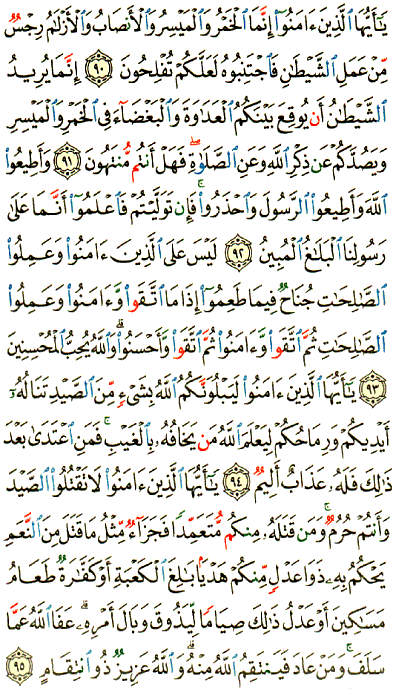 يَٰٓأَيُّهَا ٱلَّذِينَ ءَامَنُوٓا۟ إِنَّمَا ٱلْخَمْرُ وَٱلْمَيْسِرُ وَٱلْأَنصَابُ وَٱلْأَزْلَٰمُ رِجْسٌ
مِّنْ عَمَلِ ٱلشَّيْطَٰنِ فَٱجْتَنِبُوهُ لَعَلَّكُمْ تُفْلِحُونَ ٩٠ إِنَّمَا يُرِيدُ
ٱلشَّيْطَٰنُ أَن يُوقِعَ بَيْنَكُمُ ٱلْعَدَٰوَةَ وَٱلْبَغْضَآءَ فِى ٱلْخَمْرِ وَٱلْمَيْسِرِ
وَيَصُدَّكُمْ عَن ذِكْرِ ٱللَّهِ وَعَنِ ٱلصَّلَوٰةِ ۖ فَهَلْ أَنتُم مُّنتَهُونَ ٩١ وَأَطِيعُوا۟
ٱللَّهَ وَأَطِيعُوا۟ ٱلرَّسُولَ وَٱحْذَرُوا۟ ۚ فَإِن تَوَلَّيْتُمْ فَٱعْلَمُوٓا۟ أَنَّمَا عَلَىٰ
رَسُولِنَا ٱلْبَلَٰغُ ٱلْمُبِينُ ٩٢ لَيْسَ عَلَى ٱلَّذِينَ ءَامَنُوا۟ وَعَمِلُوا۟
ٱلصَّٰلِحَٰتِ جُنَاحٌ فِيمَا طَعِمُوٓا۟ إِذَا مَا ٱتَّقَوا۟ وَّءَامَنُوا۟ وَعَمِلُوا۟
ٱلصَّٰلِحَٰتِ ثُمَّ ٱتَّقَوا۟ وَّءَامَنُوا۟ ثُمَّ ٱتَّقَوا۟ وَّأَحْسَنُوا۟ ۗ وَٱللَّهُ يُحِبُّ ٱلْمُحْسِنِينَ
٩٣ يَٰٓأَيُّهَا ٱلَّذِينَ ءَامَنُوا۟ لَيَبْلُوَنَّكُمُ ٱللَّهُ بِشَىْءٍ مِّنَ ٱلصَّيْدِ تَنَالُهُۥٓ
أَيْدِيكُمْ وَرِمَاحُكُمْ لِيَعْلَمَ ٱللَّهُ مَن يَخَافُهُۥ بِٱلْغَيْبِ ۚ فَمَنِ ٱعْتَدَىٰ بَعْدَ
ذَٰلِكَ فَلَهُۥ عَذَابٌ أَلِيمٌ ٩٤ يَٰٓأَيُّهَا ٱلَّذِينَ ءَامَنُوا۟ لَا تَقْتُلُوا۟ ٱلصَّيْدَ
وَأَنتُمْ حُرُمٌ ۚ وَمَن قَتَلَهُۥ مِنكُم مُّتَعَمِّدًا فَجَزَآءٌ مِّثْلُ مَا قَتَلَ مِنَ ٱلنَّعَمِ
يَحْكُمُ بِهِۦ ذَوَا عَدْلٍ مِّنكُمْ هَدْيًۢا بَٰلِغَ ٱلْكَعْبَةِ أَوْ كَفَّٰرَةٌ طَعَامُ
مَسَٰكِينَ أَوْ عَدْلُ ذَٰلِكَ صِيَامًا لِّيَذُوقَ وَبَالَ أَمْرِهِۦ ۗ عَفَا ٱللَّهُ عَمَّا
سَلَفَ ۚ وَمَنْ عَادَ فَيَنتَقِمُ ٱللَّهُ مِنْهُ ۗ وَٱللَّهُ عَزِيزٌ ذُو ٱنتِقَامٍ ٩٥